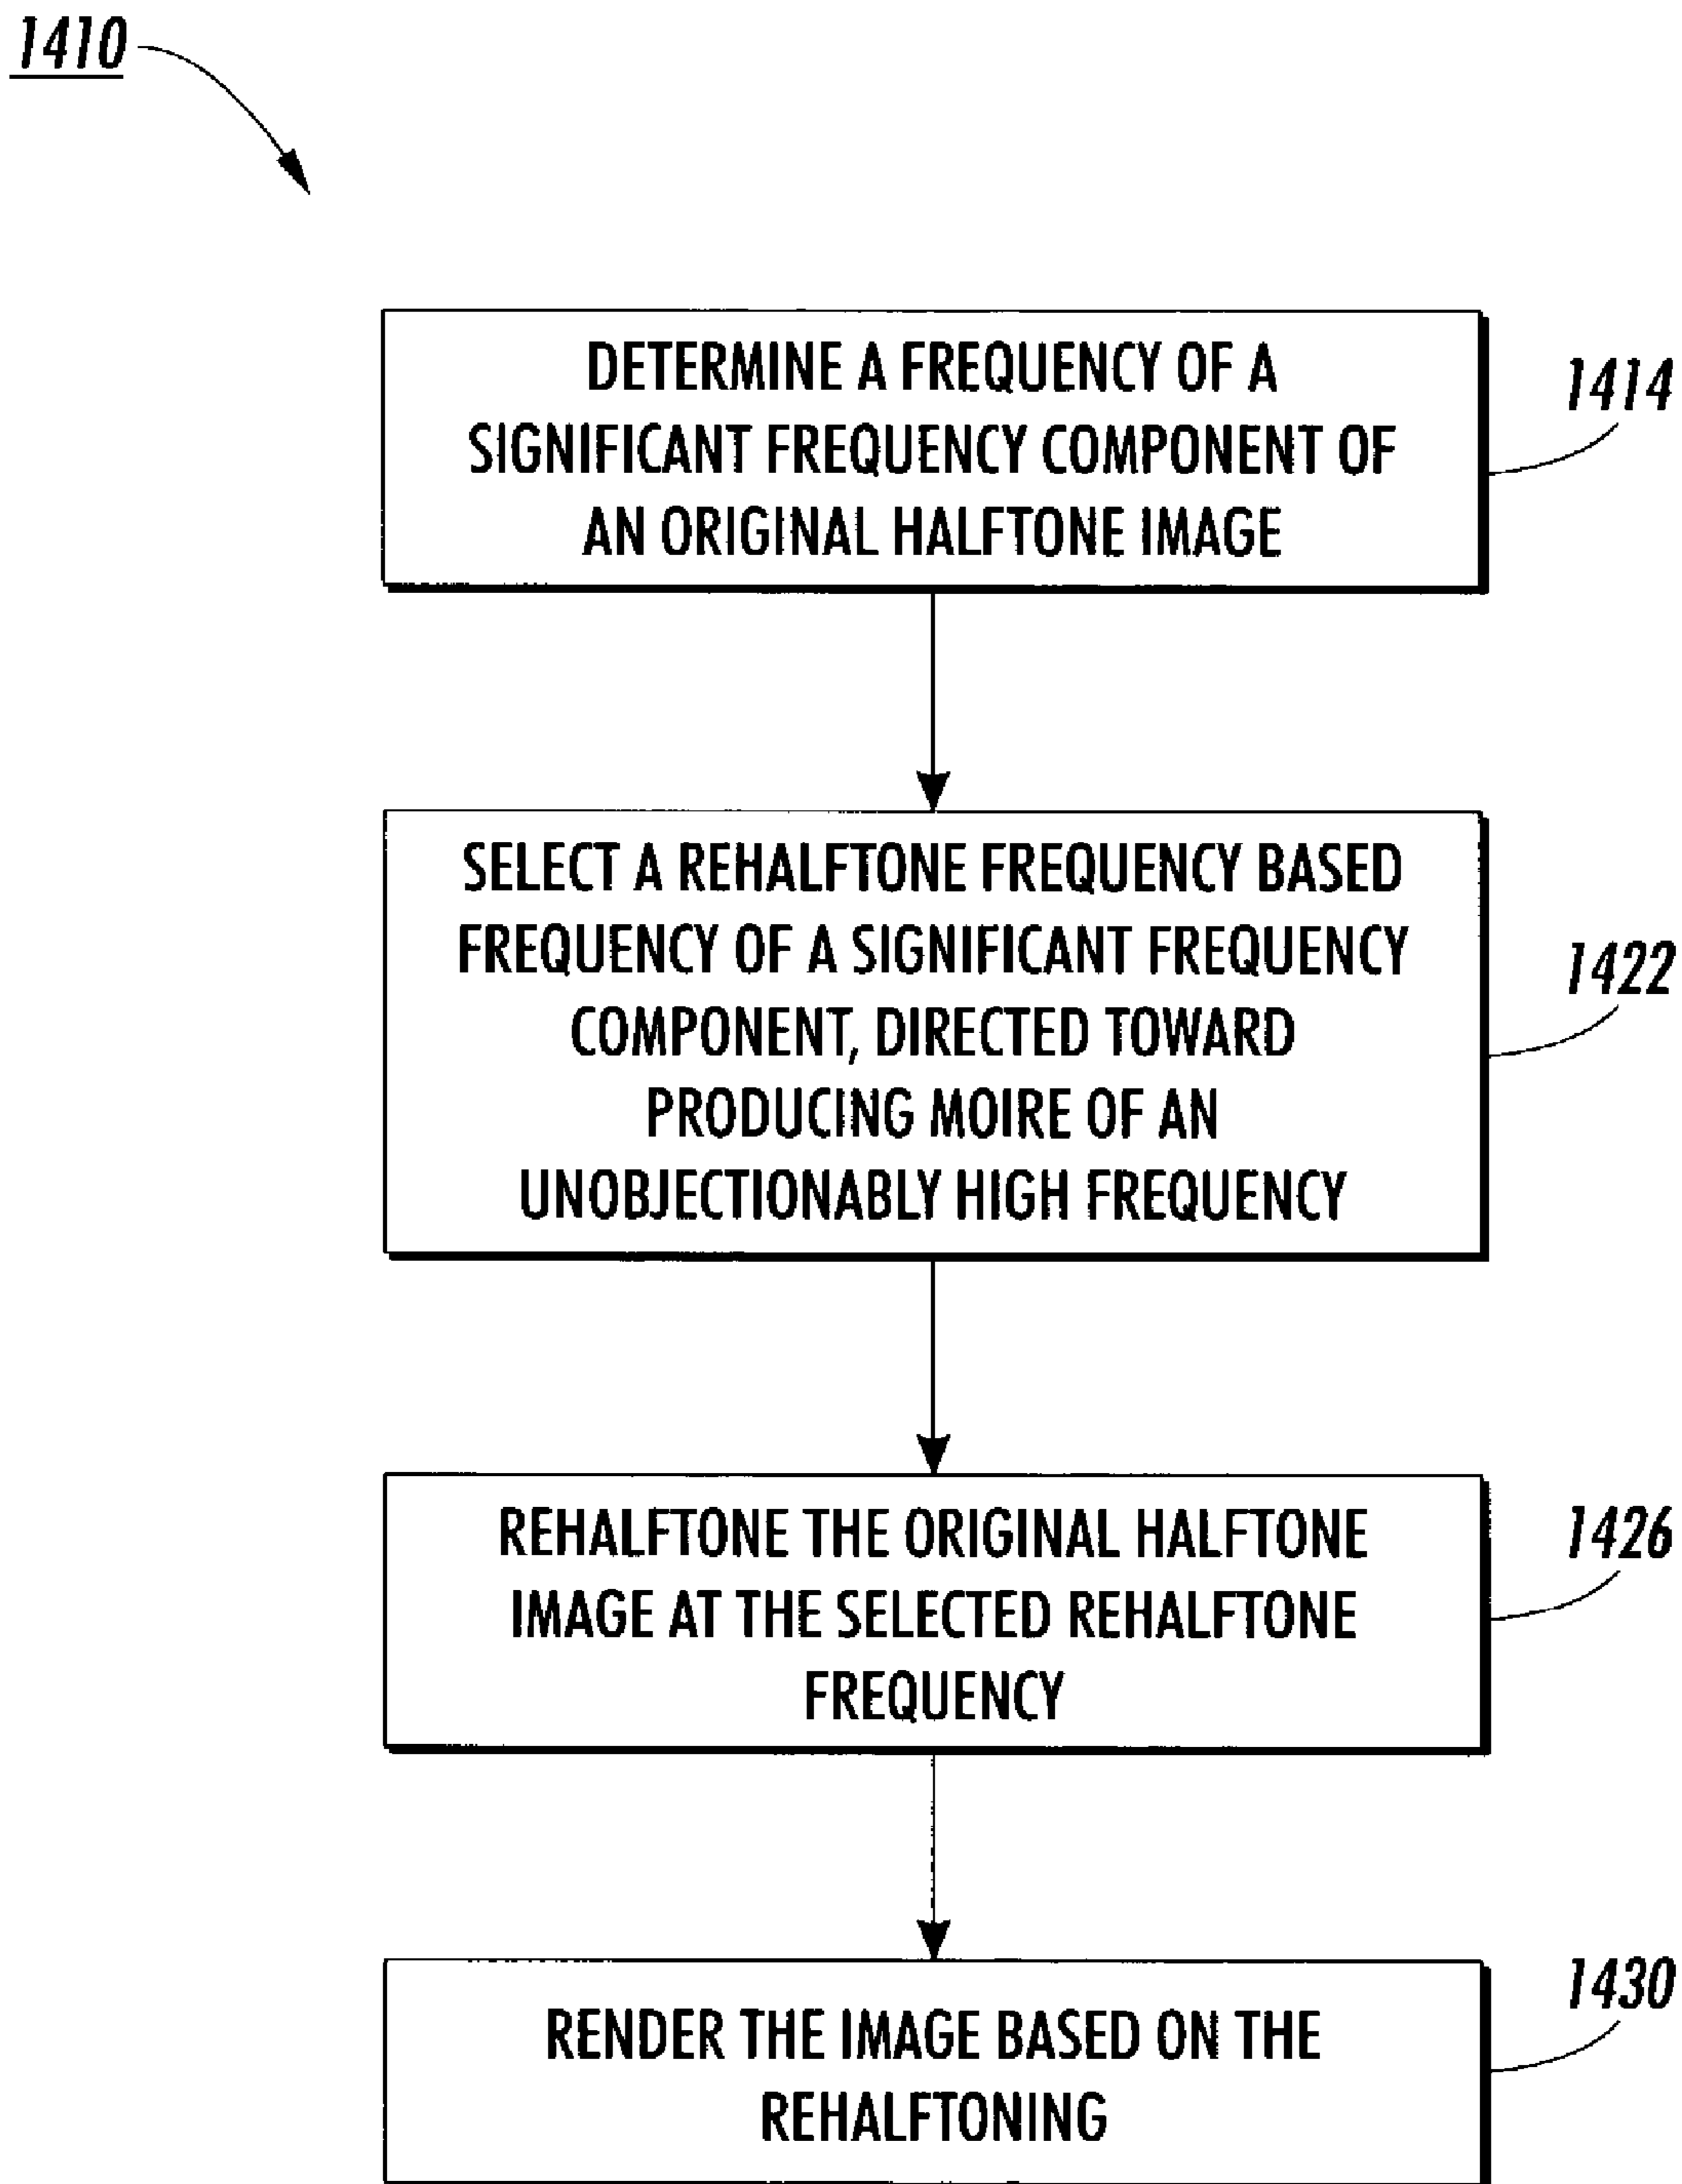 1410
DETERMINE A FREQUENCY OF A
SIGNIFICANT FREQUENCY COMPONENT OF
AN ORIGINAL HALFTONE IMAGE
1414
SELECT A REHALFTONE FREQUENCY BASED
FREQUENCY OF A SIGNIFICANT FREQUENCY
COMPONENT, DIRECTED TOWARD
PRODUCING MOIRE OF AN
UNOBJECTIONABLY HIGH FREQUENCY
1422
REHALFTONE THE ORIGINAL HALFTONE
IMAGE AT THE SELECTED REHALFTONE
FREQUENCY
1426
RENDER THE IMAGE BASED ON THE
REHALFTONING
1430